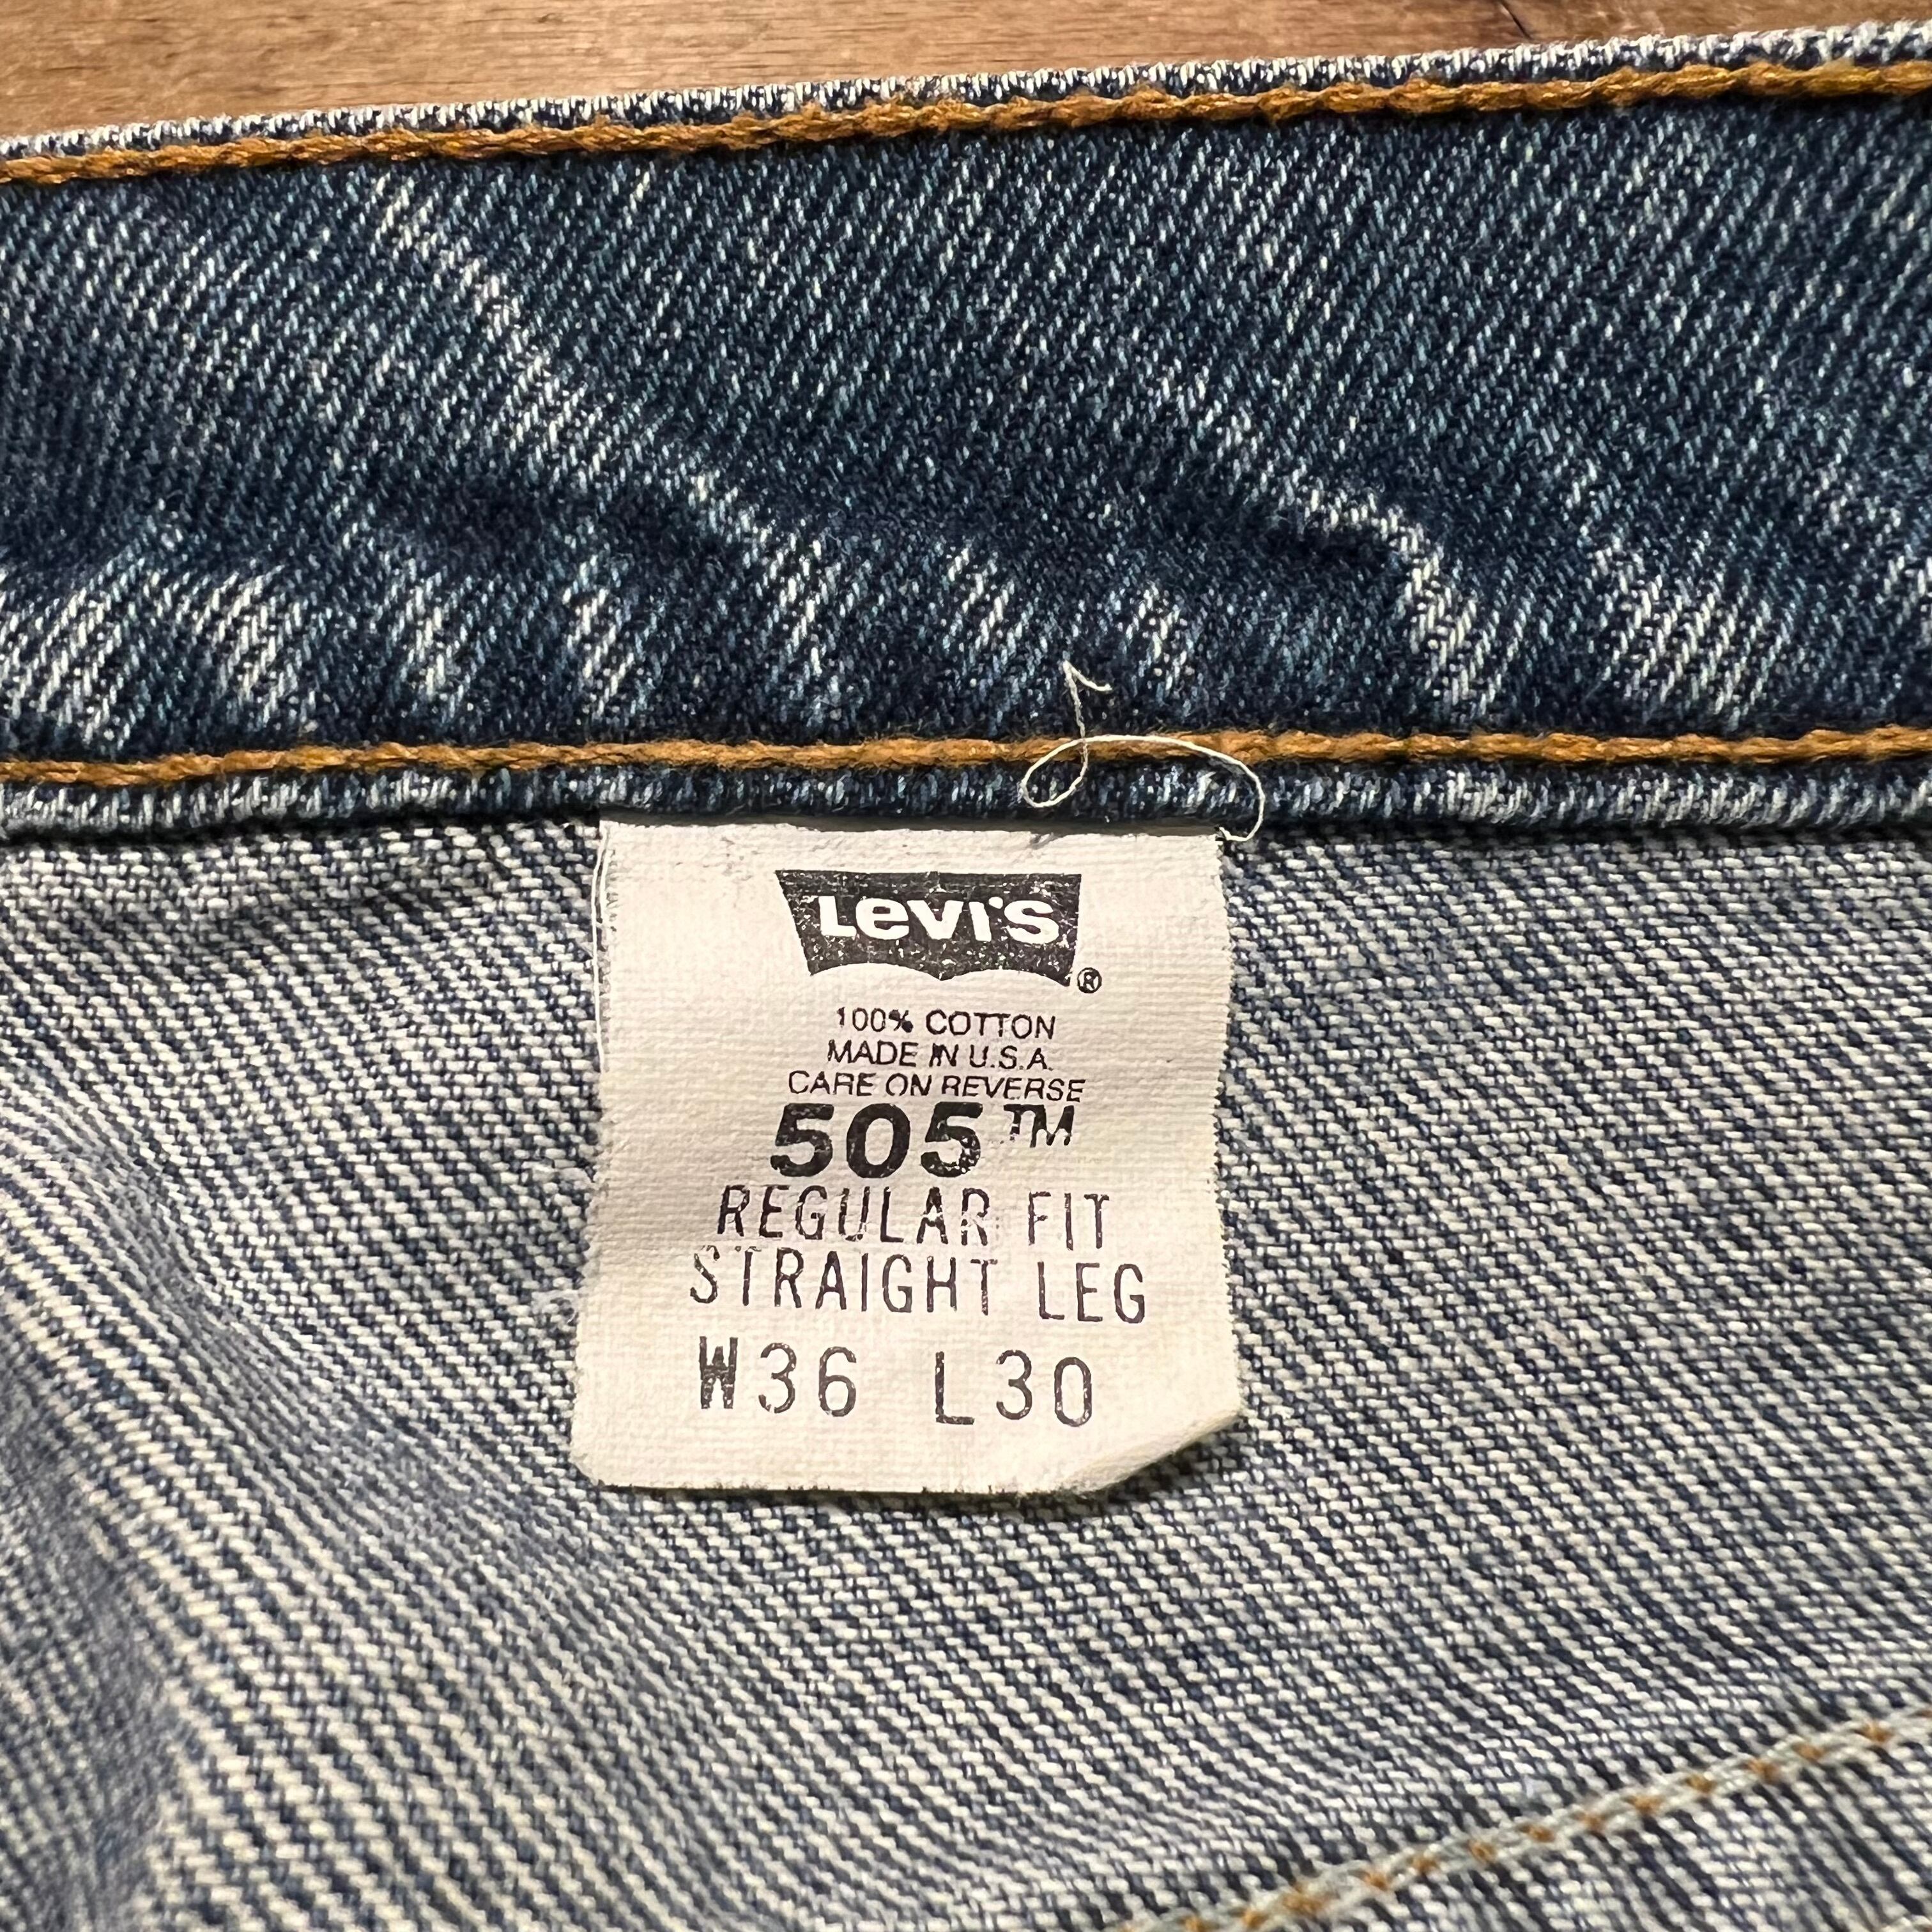 Levi's
®
100% COTTON
MADE IN U.S.A.
CARE ON REVERSE
505™
REGULAR FIT
STRAIGHT LEG
W36 L30